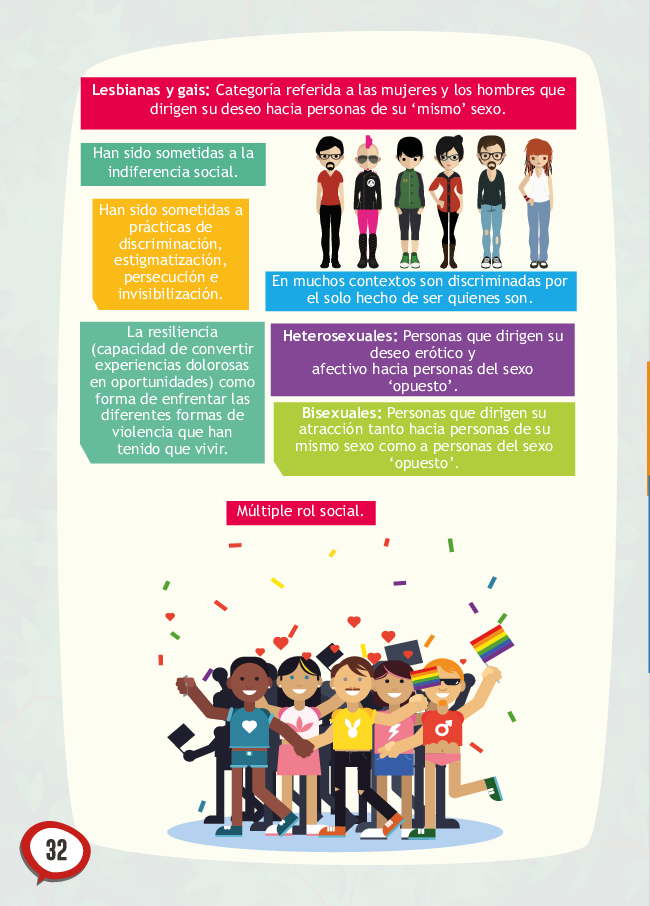 Lesbianas y gais: Categoría referida a las mujeres y los hombres que
dirigen su deseo hacia personas de su ‘mismo’ sexo.
Han sido sometidas a la
indiferencia social.
Han sido sometidas a
prácticas de
discriminación,
estigmatización,
persecución e
invisibilización.
En muchos contextos son discriminadas por
el solo hecho de ser quienes son.
La resiliencia
(capacidad de convertir
experiencias dolorosas
en oportunidades) como
forma de enfrentar las
diferentes formas de
violencia que han
tenido que vivir.
Heterosexuales: Personas que dirigen su
deseo erótico y
afectivo hacia personas del sexo
‘opuesto’.
Bisexuales: Personas que dirigen su
atracción tanto hacia personas de su
mismo sexo como a personas del sexo
‘opuesto’.
Múltiple rol social.
32